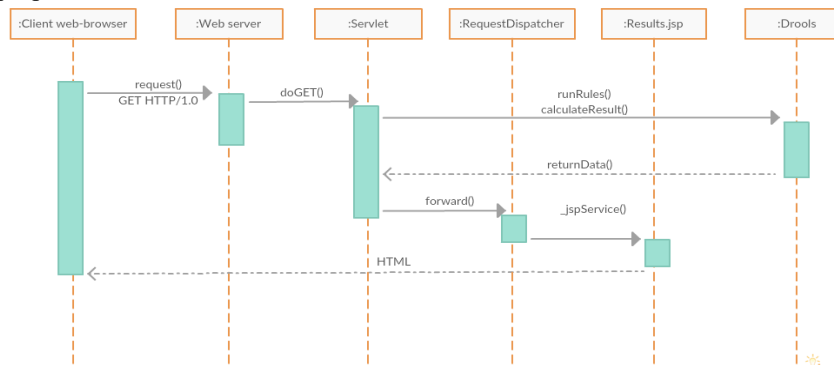 :Client web-browser
:Web server
:Servlet
:RequestDispatcher
:Results.jsp
:Drools
request()
GET HTTP/1.0
doGET()
runRules()
calculateResult()
returnData()
forward()
_jspService()
HTML